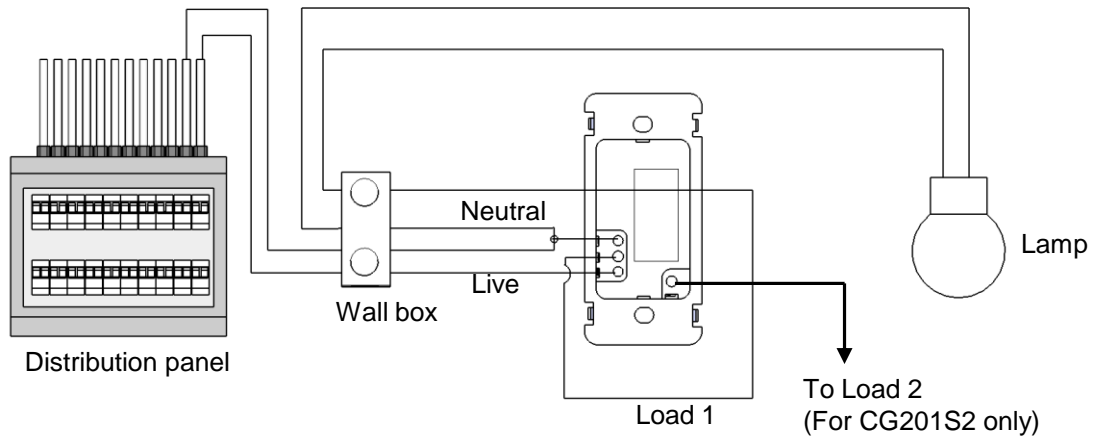 Neutral
Lamp
Live
Wall box
Distribution panel
To Load 2
(For CG201S2 only)
Load 1